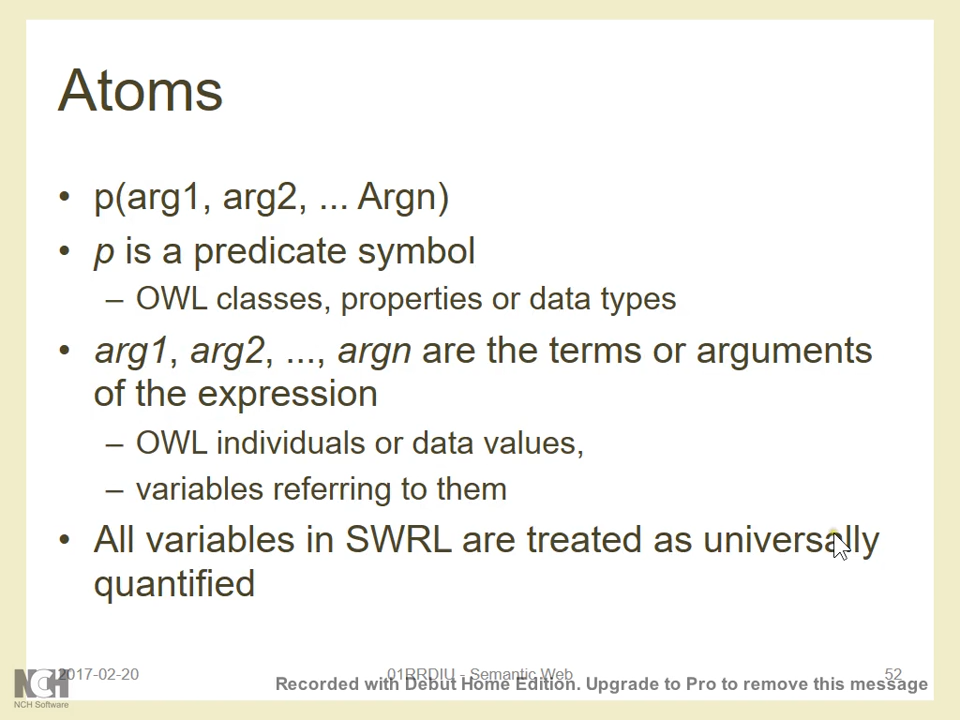 Atoms
• p(arg1, arg2, ... Argn)
• p is a predicate symbol
– OWL classes, properties or data types
• arg1, arg2, ..., argn are the terms or arguments
of the expression
– OWL individuals or data values,
– variables referring to them
• All variables in SWRL are treated as universally
quantified
2017-02-20
01RRDIU - Semantic Web
52
Recorded with Debut Home Edition. Upgrade to Pro to remove this message
NCH
NCH Software